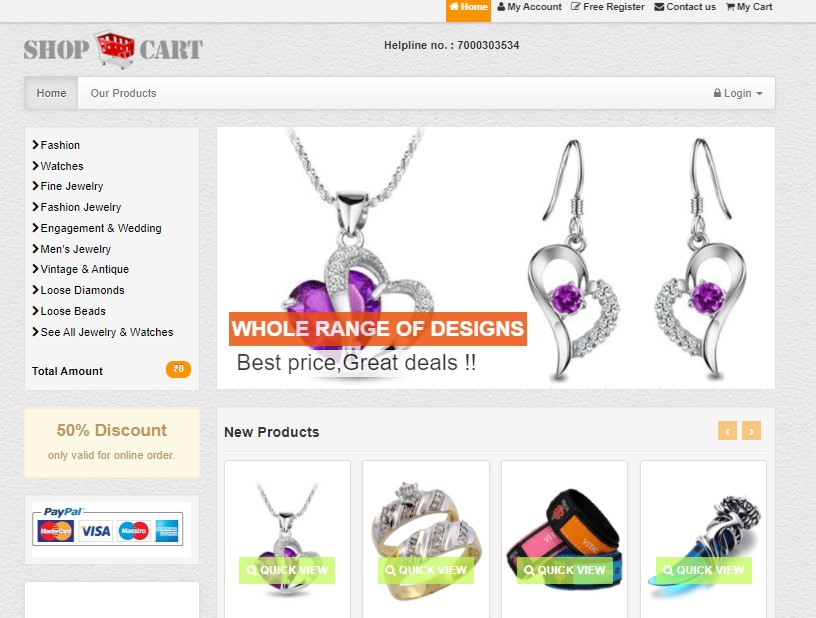 Home My Account Free Register Contact us My Cart
SHOP CART
Helpline no. : 7000303534
Home Our Products Login
Fashion
Watches
Fine Jewelry
Fashion Jewelry
Engagement & Wedding
Men's Jewelry
Vintage & Antique
Loose Diamonds
Loose Beads
See All Jewelry & Watches
Total Amount ₹0
WHOLE RANGE OF DESIGNS
Best price,Great deals !!
50% Discount
only valid for online order.
PayPal
MasterCard VISA Maestro
New Products
‹ ›
QUICK VIEW QUICK VIEW QUICK VIEW QUICK VIEW